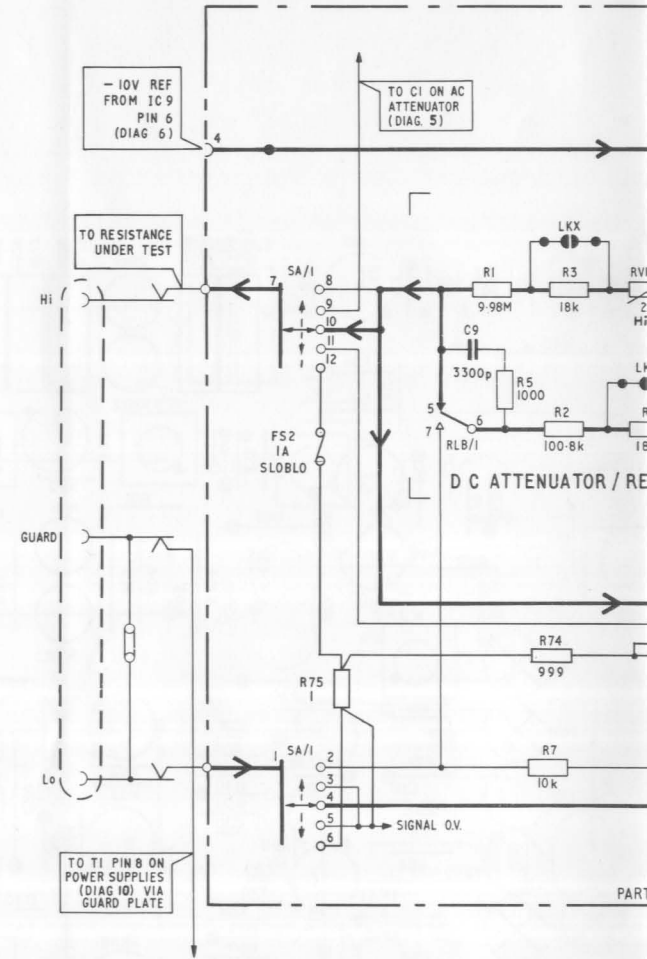 — 10V REF
FROM IC 9
PIN 6
(DIAG 6)
4
TO C1 ON AC
ATTENUATOR
(DIAG. 5)
TO RESISTANCE
UNDER TEST
LKX
Hi
7
SA/1
8
9
10
11
12
R1
9·98M
R3
18k
C9
3300p
R5
1000
5
7
6
RLB/1
R2
100·8k
FS2
1A
SLOBLO
D C ATTENUATOR /
GUARD
R74
999
R75
1
1
SA/1
2
3
4
5
6
R7
10k
Lo
SIGNAL O.V.
TO T1 PIN 8 ON
POWER SUPPLIES
(DIAG 10) VIA
GUARD PLATE
PART